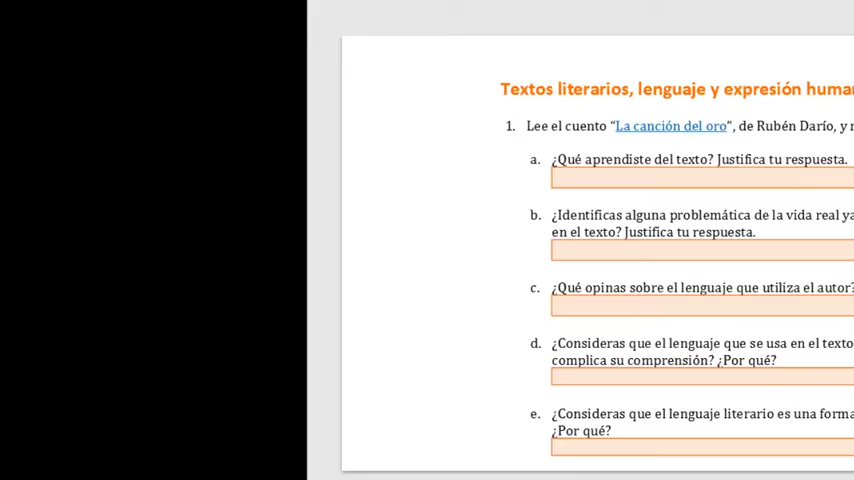 Textos literarios, lenguaje y expresión
1. Lee el cuento “La canción del oro”, de Rubén Darío, y
a. ¿Qué aprendiste del texto? Justifica tu respuesta.
b. ¿Identificas alguna problemática de la vida real
en el texto? Justifica tu respuesta.
c. ¿Qué opinas sobre el lenguaje que utiliza el autor?
d. ¿Consideras que el lenguaje que se usa en el texto
complica su comprensión? ¿Por qué?
e. ¿Consideras que el lenguaje literario es una forma
¿Por qué?